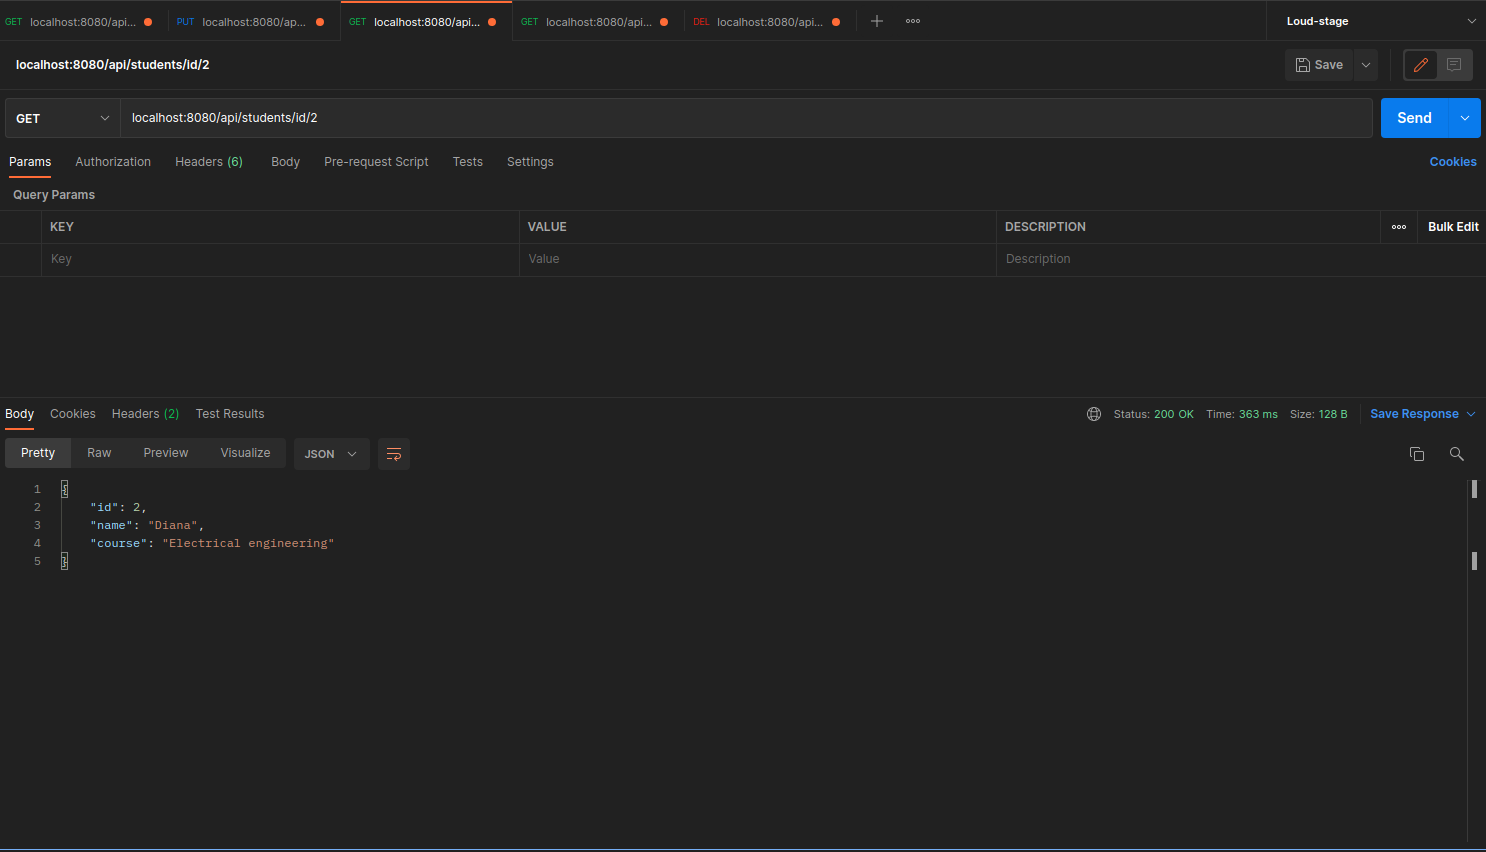 GET localhost:8080/api... PUT localhost:8080/ap... GET localhost:8080/api... GET localhost:8080/api... DEL localhost:8080/api... Loud-stage
localhost:8080/api/students/id/2 Save
GET localhost:8080/api/students/id/2 Send
Params Authorization Headers (6) Body Pre-request Script Tests Settings Cookies
Query Params
KEY VALUE DESCRIPTION Bulk Edit
Key Value Description
Body Cookies Headers (2) Test Results Status: 200 OK Time: 363 ms Size: 128 B Save Response
Pretty Raw Preview Visualize JSON
1 {
2 "id": 2,
3 "name": "Diana",
4 "course": "Electrical engineering"
5 }